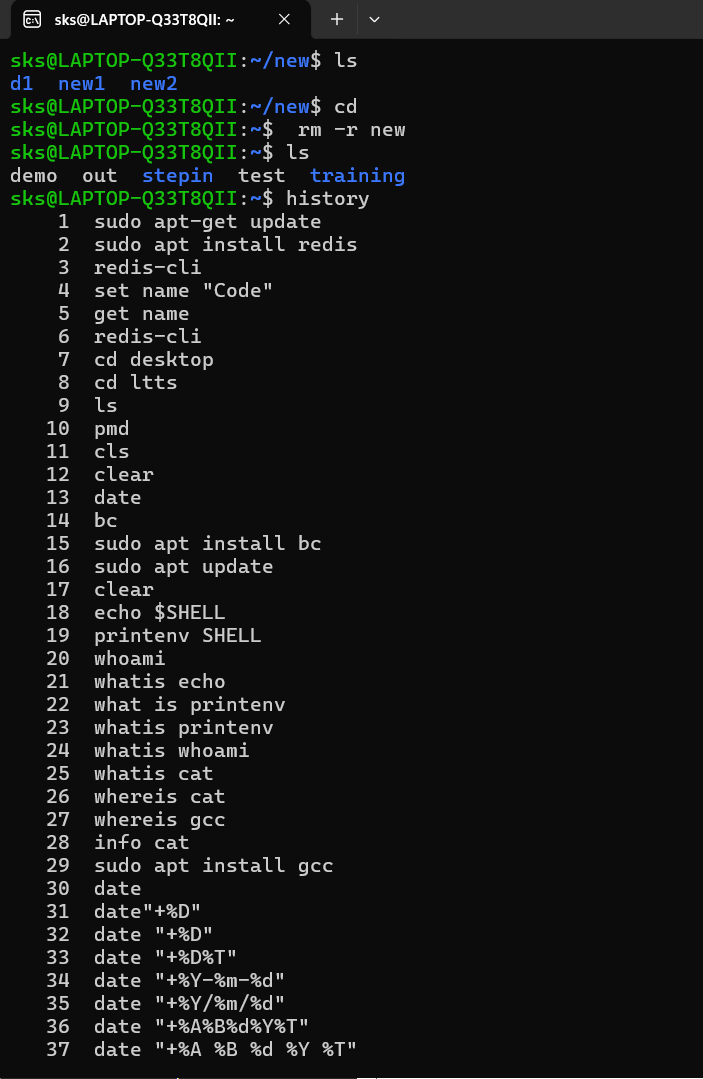 sks@LAPTOP-Q33T8QII: ~
sks@LAPTOP-Q33T8QII:~/new$ ls
d1  new1  new2
sks@LAPTOP-Q33T8QII:~/new$ cd
sks@LAPTOP-Q33T8QII:~$  rm -r new
sks@LAPTOP-Q33T8QII:~$ ls
demo  out  stepin  test  training
sks@LAPTOP-Q33T8QII:~$ history
    1  sudo apt-get update
    2  sudo apt install redis
    3  redis-cli
    4  set name "Code"
    5  get name
    6  redis-cli
    7  cd desktop
    8  cd ltts
    9  ls
   10  pmd
   11  cls
   12  clear
   13  date
   14  bc
   15  sudo apt install bc
   16  sudo apt update
   17  clear
   18  echo $SHELL
   19  printenv SHELL
   20  whoami
   21  whatis echo
   22  what is printenv
   23  whatis printenv
   24  whatis whoami
   25  whatis cat
   26  whereis cat
   27  whereis gcc
   28  info cat
   29  sudo apt install gcc
   30  date
   31  date"+%D"
   32  date "+%D"
   33  date "+%D%T"
   34  date "+%Y-%m-%d"
   35  date "+%Y/%m/%d"
   36  date "+%A%B%d%Y%T"
   37  date "+%A %B %d %Y %T"